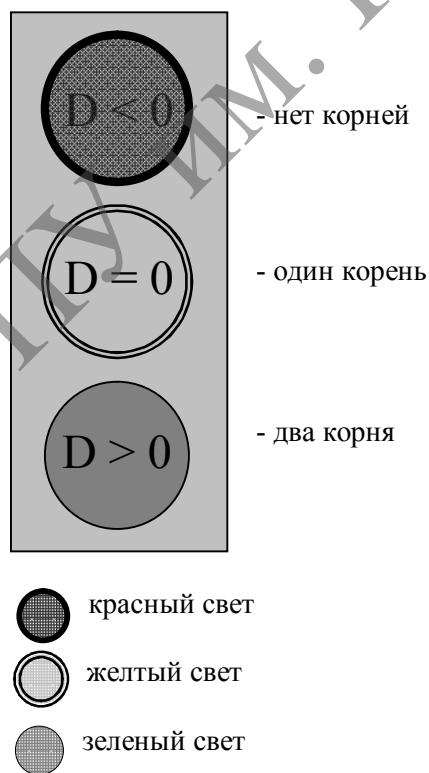 D < 0 - нет корней
D = 0 - один корень
D > 0 - два корня
красный свет
желтый свет
зеленый свет